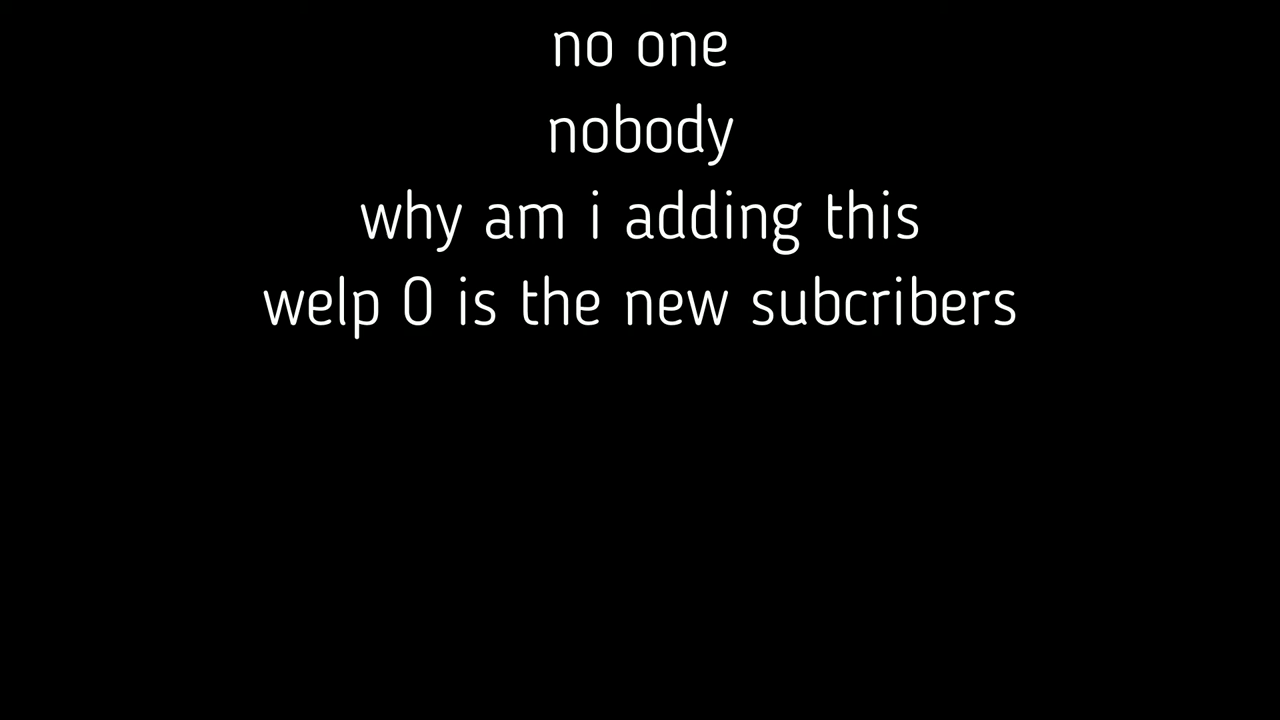 no one
nobody
why am i adding this
welp 0 is the new subcribers